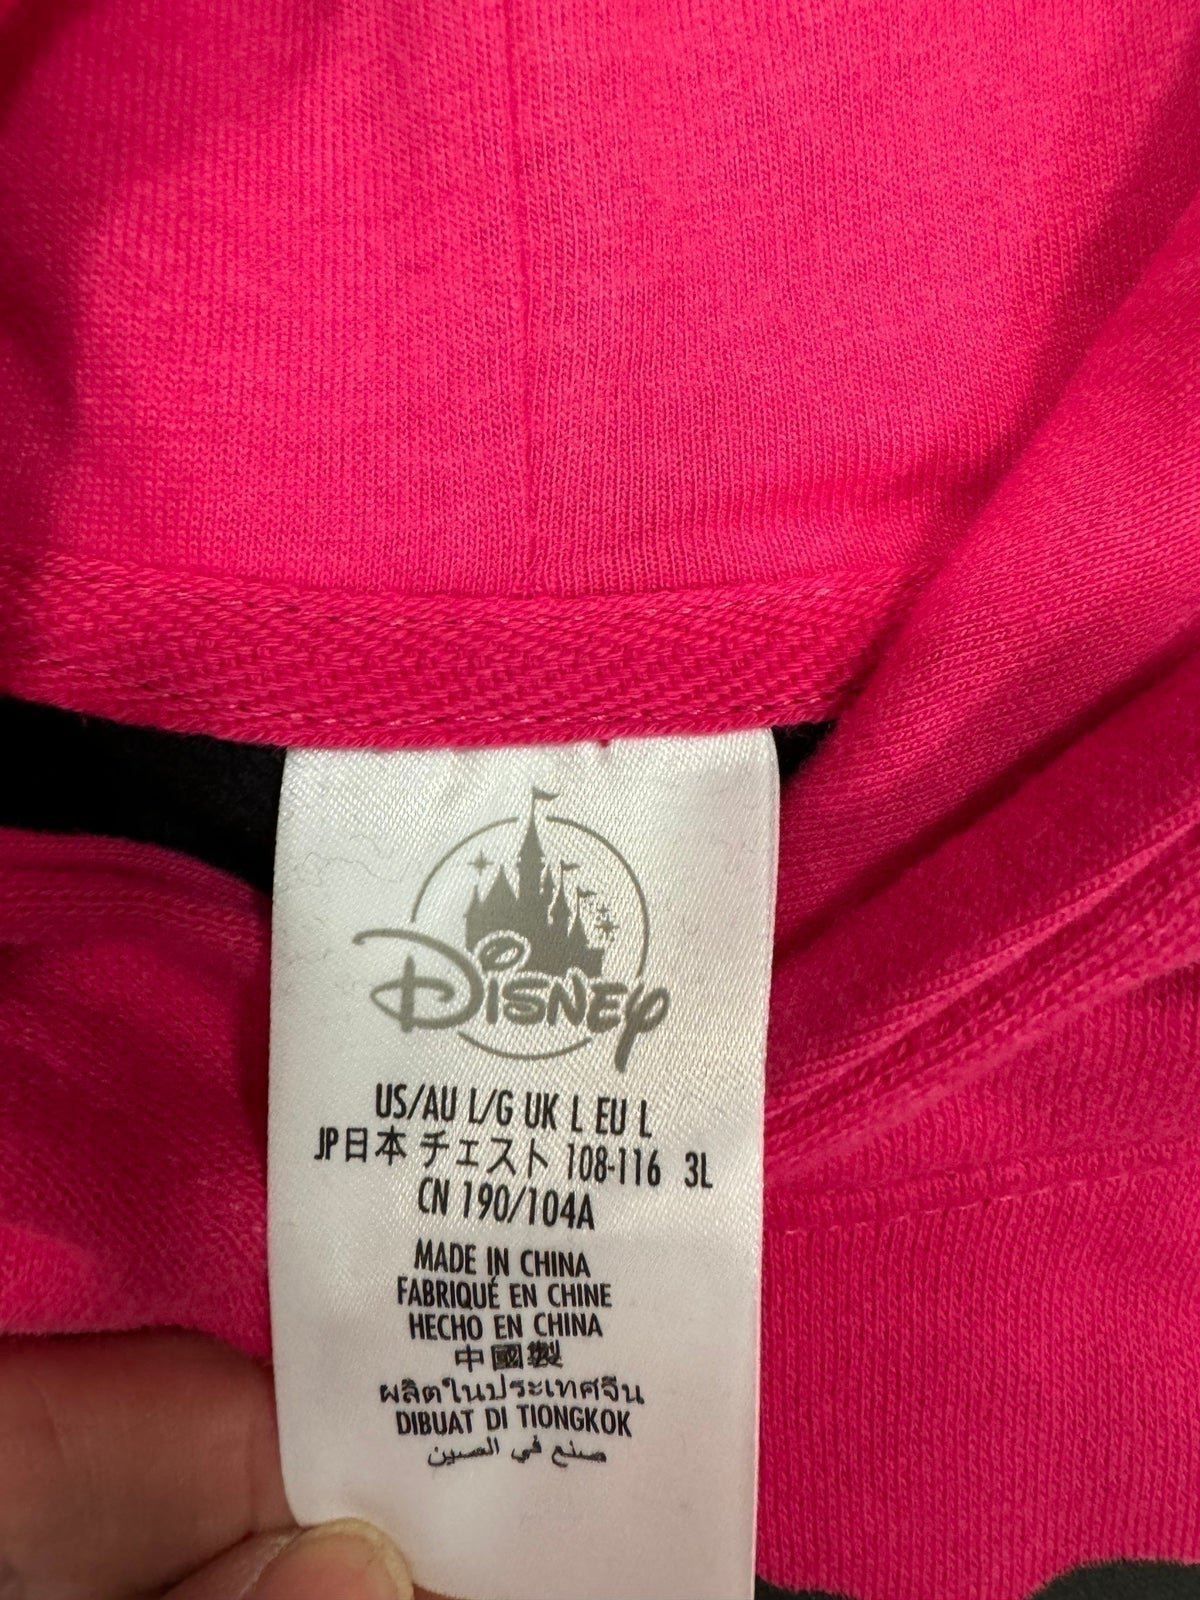 Disney
US/AU L/G UK L EU L
JP日本 チェスト 108-116 3L
CN 190/104A
MADE IN CHINA
FABRIQUÉ EN CHINE
HECHO EN CHINA
中國製
ผลิตในประเทศจีน
DIBUAT DI TIONGKOK
صنع في الصين